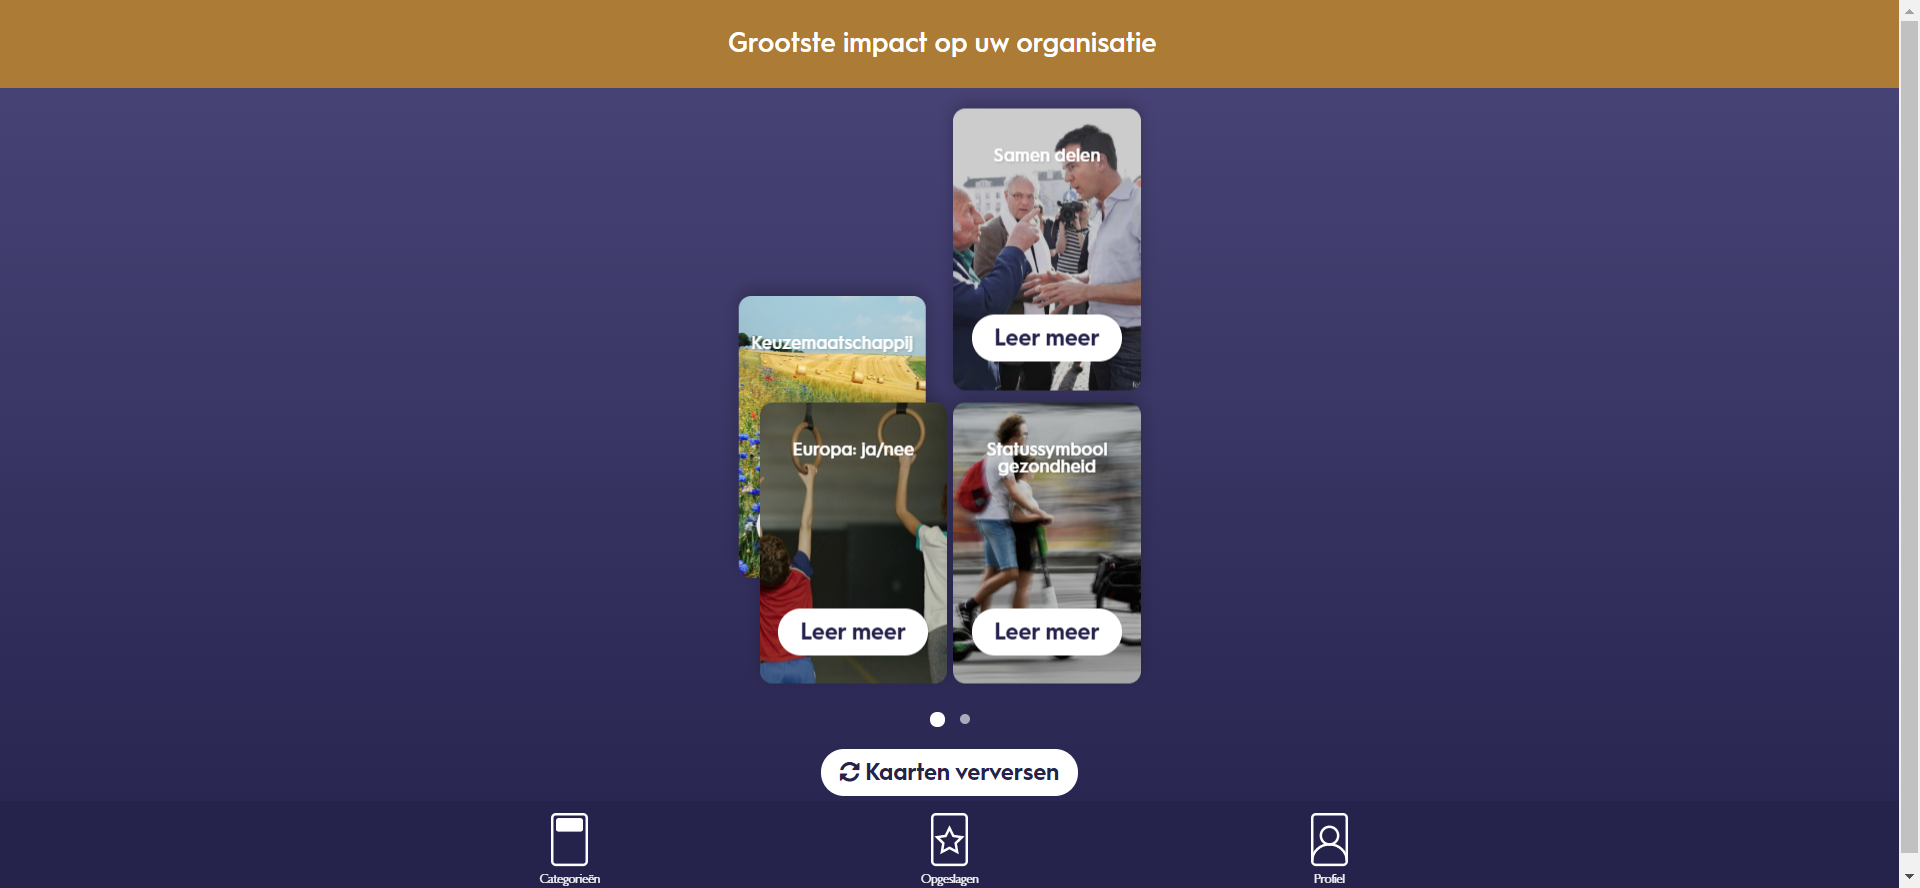 Grootste impact op uw organisatie
Samen delen
Leer meer
Keuzemaatschappij
Europa: ja/nee
Leer meer
Statussymbool
gezondheid
Leer meer
Kaarten verversen
Categorieën
Opgeslagen
Profiel